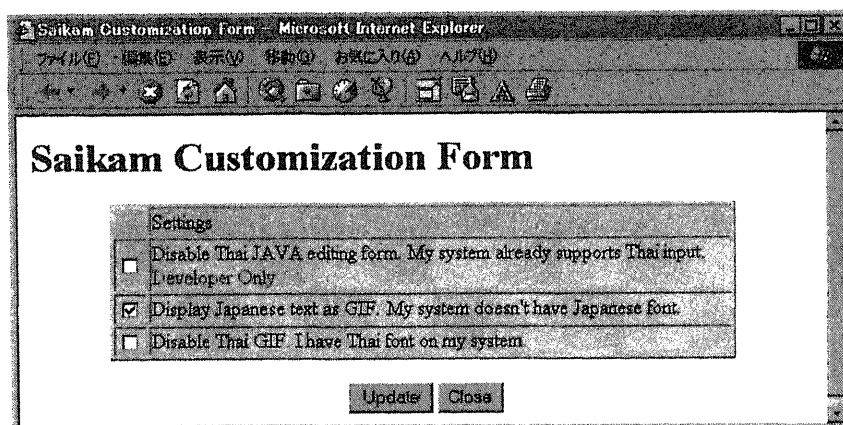 Saikam Customization Form - Microsoft Internet Explorer
ファイル(F) 編集(E) 表示(V) 移動(G) お気に入り(A) ヘルプ(H)
Saikam Customization Form
Settings
Disable Thai JAVA editing form. My system already supports Thai input.
Developer Only
Display Japanese text as GIF. My system doesn't have Japanese font.
Disable Thai GIF. I have Thai font on my system
Update Close